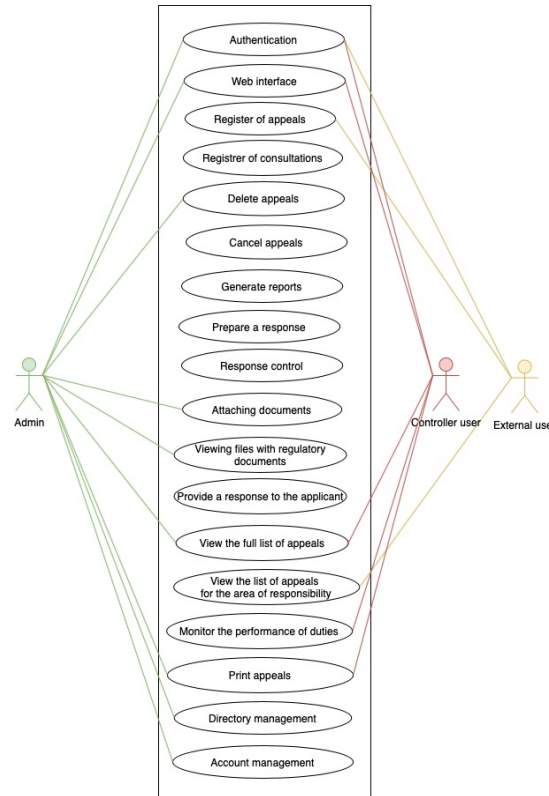 Authentication
Web interface
Register of appeals
Registrer of consultations
Delete appeals
Cancel appeals
Generate reports
Prepare a response
Response control
Attaching documents
Viewing files with regulatory
documents
Provide a response to the applicant
View the full list of appeals
View the list of appeals
for the area of responsibility
Monitor the performance of duties
Print appeals
Directory management
Account management
Admin
Controller user
External use